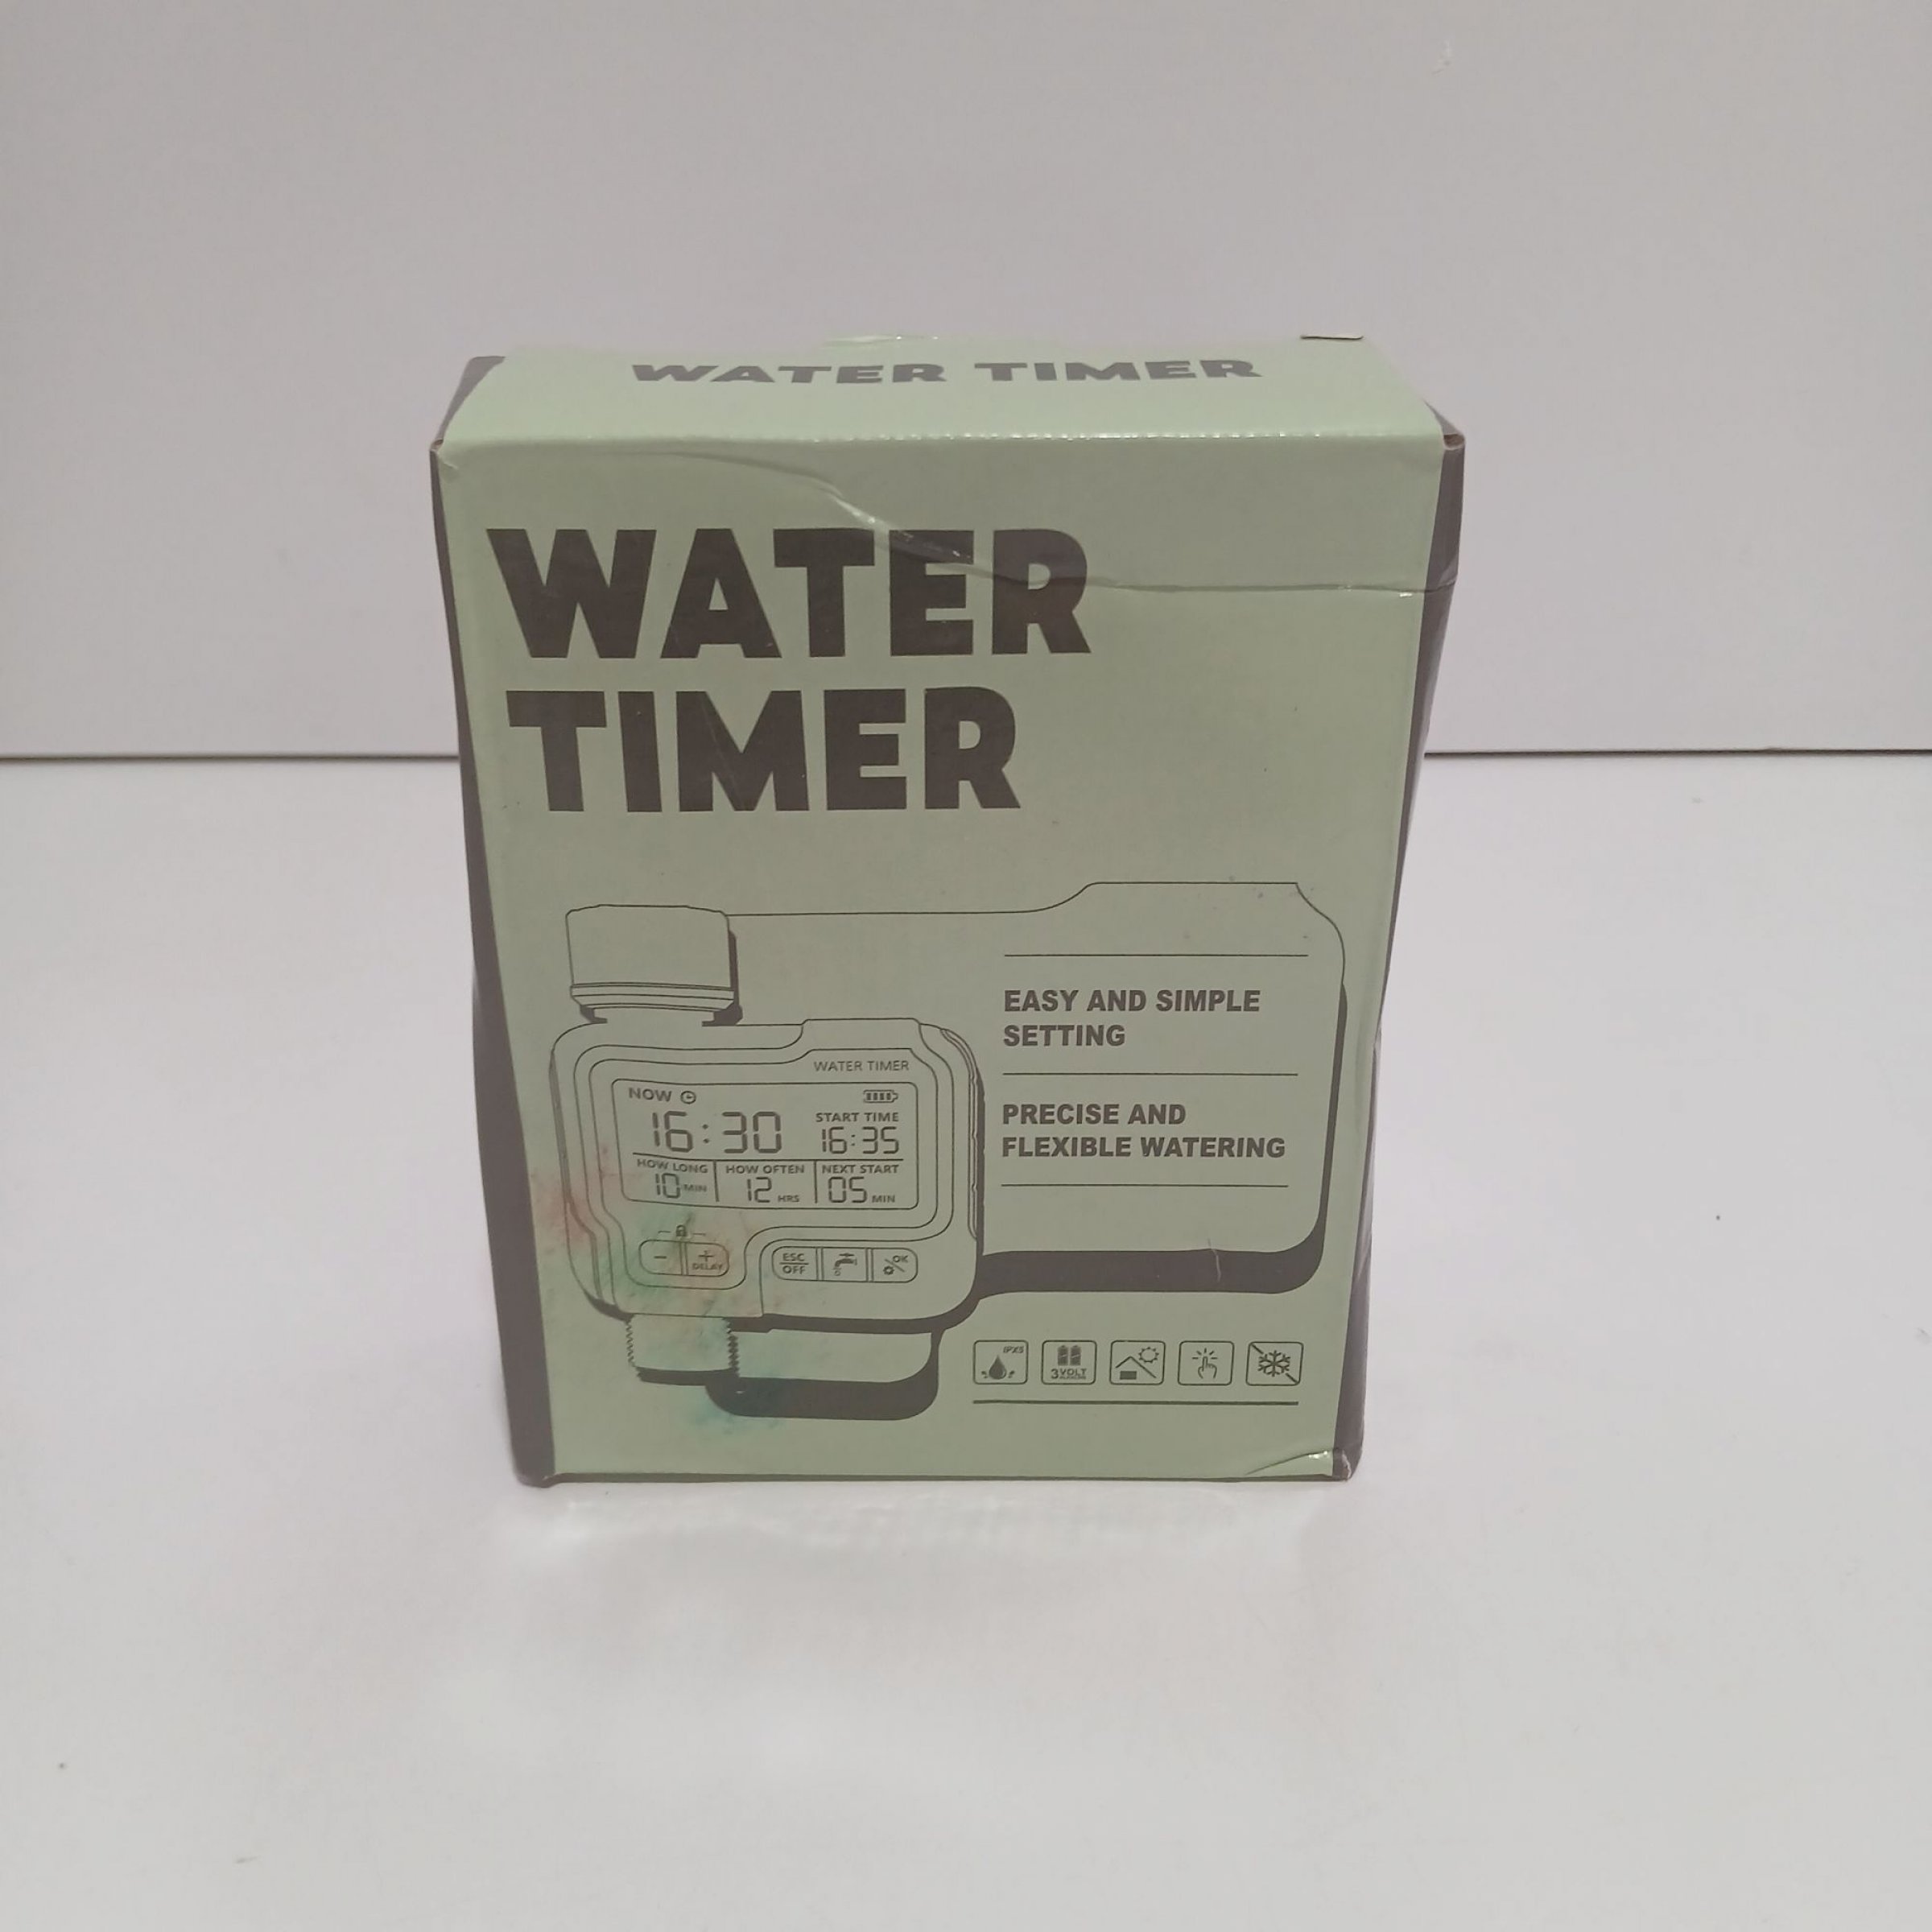 WATER TIMER
WATER
TIMER
EASY AND SIMPLE
SETTING
PRECISE AND
FLEXIBLE WATERING
WATER TIMER
NOW
16:30
START TIME
16:35
HOW LONG
10 MIN
HOW OFTEN
12 HRS
NEXT START
05 MIN
-
+
DELAY
ESC
OFF
OK
IPX5
3 VOLT